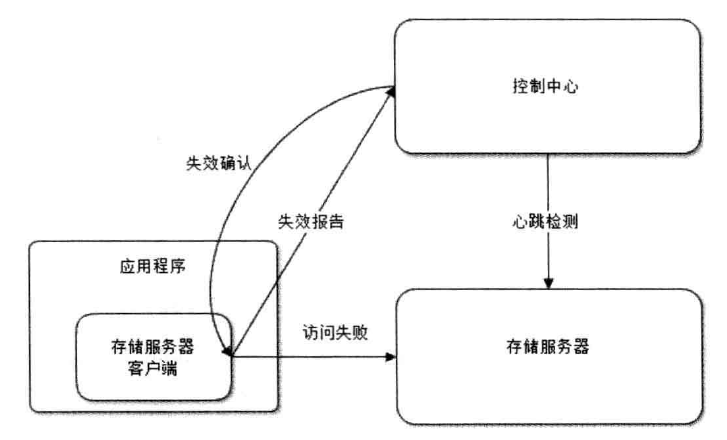 控制中心
失效确认
失效报告
心跳检测
应用程序
访问失败
存储服务器
客户端
存储服务器